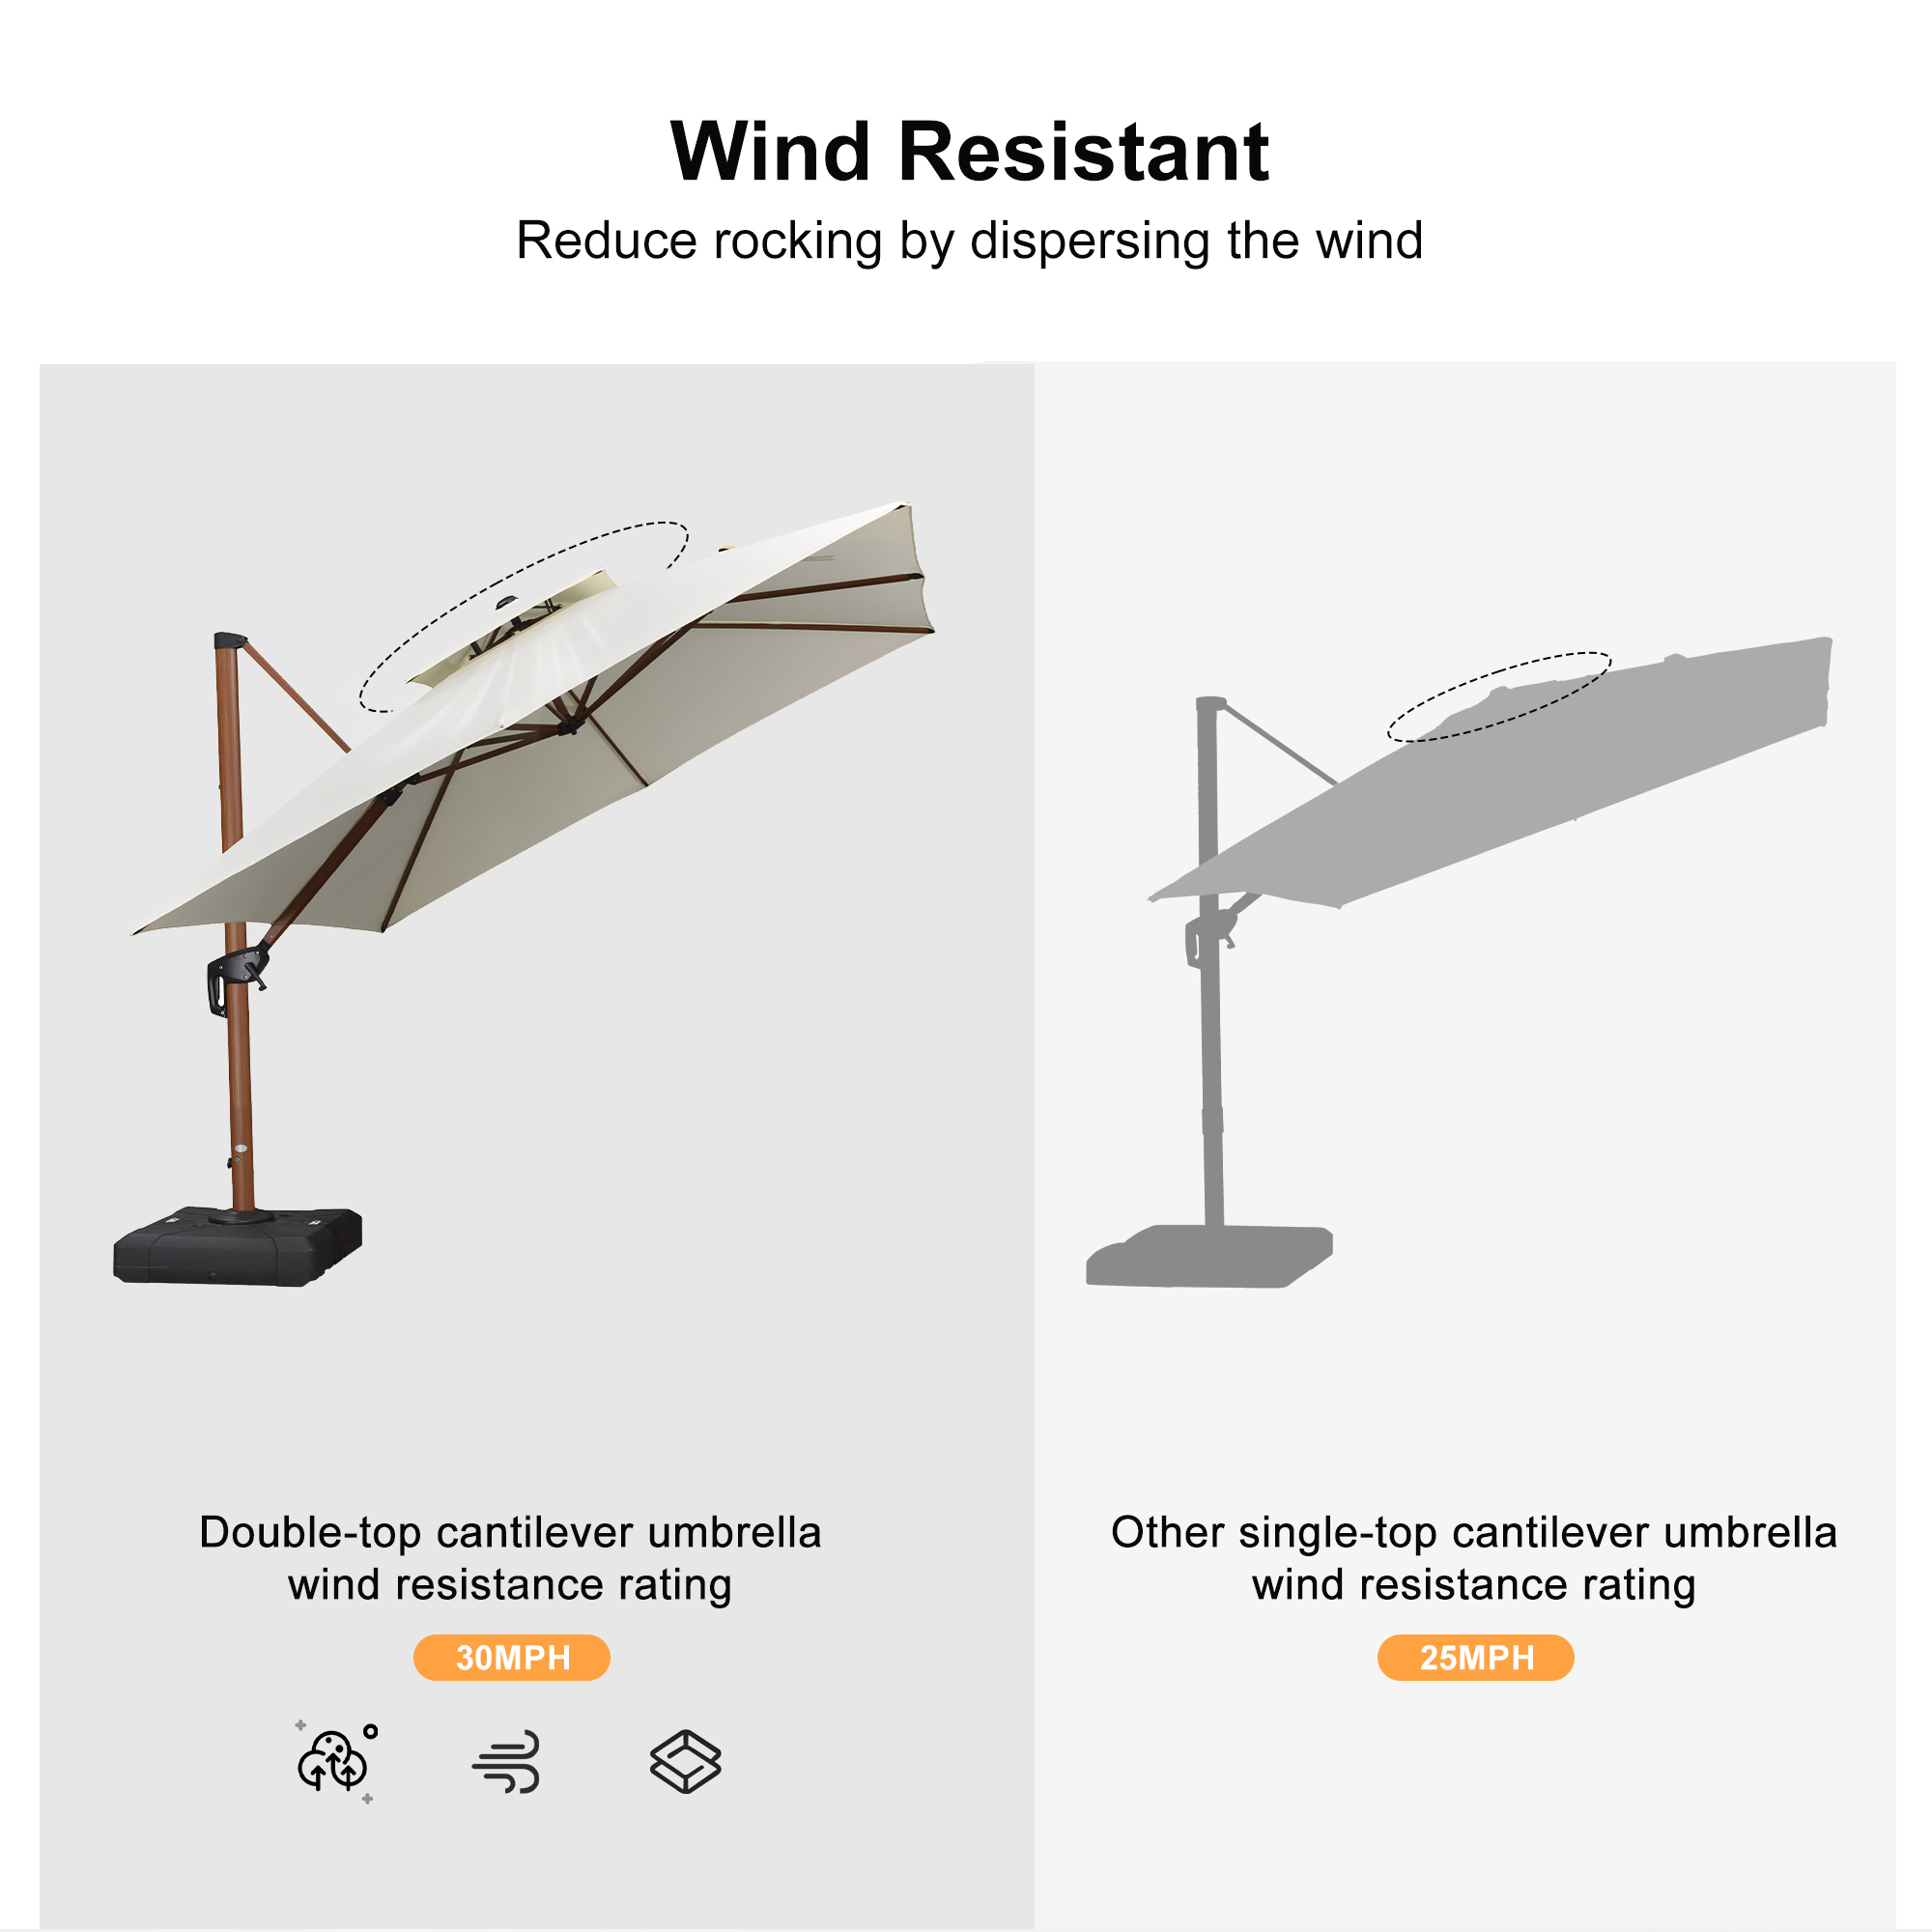 Wind Resistant
Reduce rocking by dispersing the wind
Double-top cantilever umbrella
wind resistance rating
30MPH
Other single-top cantilever umbrella
wind resistance rating
25MPH